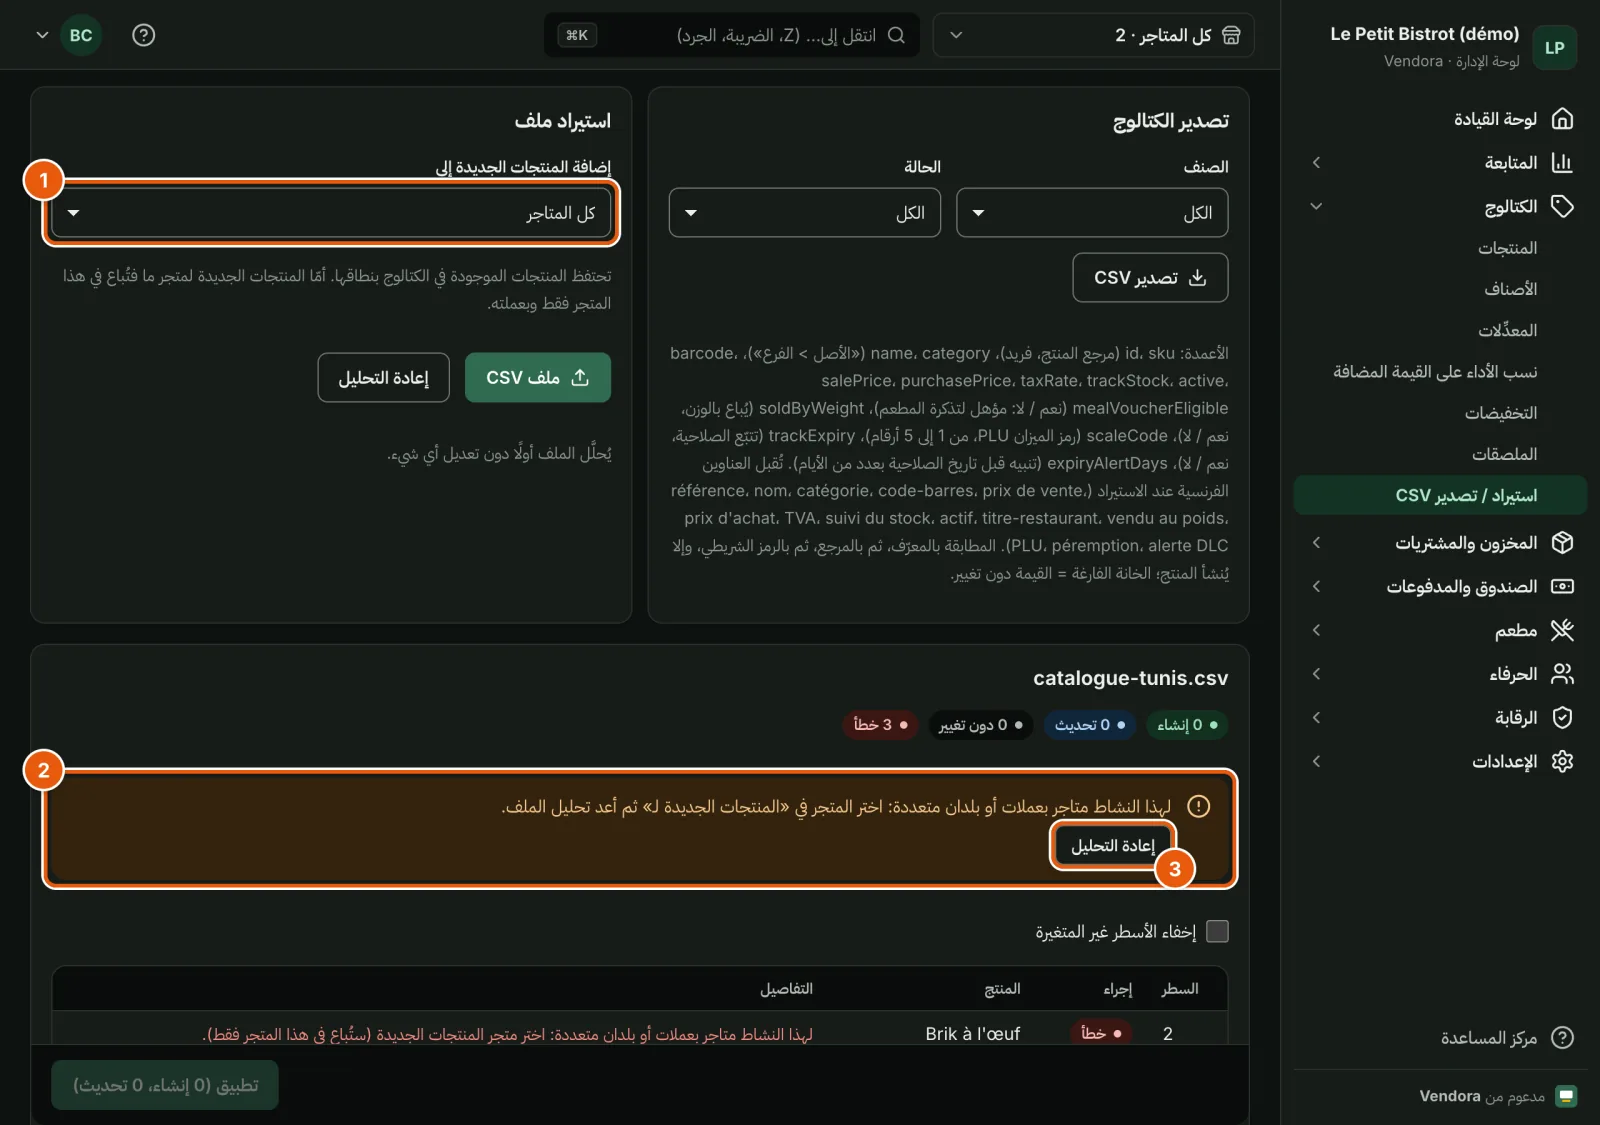 Le Petit Bistrot (démo)
لوحة الإدارة · Vendora
LP
كل المتاجر · 2
انتقل إلى... (Z، الضريبة، الجرد)
⌘K
BC
لوحة القيادة
المتابعة
الكتالوج
المنتجات
الأصناف
المعدِّلات
نسب الأداء على القيمة المضافة
التخفيضات
الملصقات
استيراد / تصدير CSV
المخزون والمشتريات
الصندوق والمدفوعات
مطعم
الحرفاء
الرقابة
الإعدادات
مركز المساعدة
مدعوم من Vendora
تصدير الكتالوج
الصنف
الحالة
الكل
الكل
تصدير CSV
الأعمدة: id، sku (مرجع المنتج، فريد)، name، category («الأصل > الفرع»)، barcode،
salePrice، purchasePrice، taxRate، trackStock، active،
mealVoucherEligible (نعم / لا: مؤهل لتذكرة المطعم)، soldByWeight (يُباع بالوزن،
نعم / لا)، scaleCode (رمز الميزان PLU، من 1 إلى 5 أرقام)، trackExpiry (تتبّع الصلاحية،
نعم / لا)، expiryAlertDays (تنبيه قبل تاريخ الصلاحية بعدد من الأيام). تُقبل العناوين
الفرنسية عند الاستيراد (référence، nom، catégorie، code-barres، prix de vente،
prix d'achat، TVA، suivi du stock، actif، titre-restaurant، vendu au poids،
PLU، péremption، alerte DLC). المطابقة بالمعرّف، ثم بالمرجع، ثم بالرمز الشريطي، وإلا
يُنشأ المنتج؛ الخانة الفارغة = القيمة دون تغيير.
استيراد ملف
إضافة المنتجات الجديدة إلى
1
كل المتاجر
تحتفظ المنتجات الموجودة في الكتالوج بنطاقها. أمّا المنتجات الجديدة لمتجر ما فتُباع في هذا
المتجر فقط وبعملته.
ملف CSV
إعادة التحليل
يُحلَّل الملف أولًا دون تعديل أي شيء.
catalogue-tunis.csv
0 إنشاء
0 تحديث
0 دون تغيير
3 خطأ
2
لهذا النشاط متاجر بعملات أو بلدان متعددة: اختر المتجر في «المنتجات الجديدة لـ» ثم أعد تحليل الملف.
إعادة التحليل
3
إخفاء الأسطر غير المتغيرة
السطر
إجراء
المنتج
التفاصيل
2
خطأ
Brik à l'œuf
لهذا النشاط متاجر بعملات أو بلدان متعددة: اختر متجر المنتجات الجديدة (ستُباع في هذا المتجر فقط).
تطبيق (0 إنشاء، 0 تحديث)